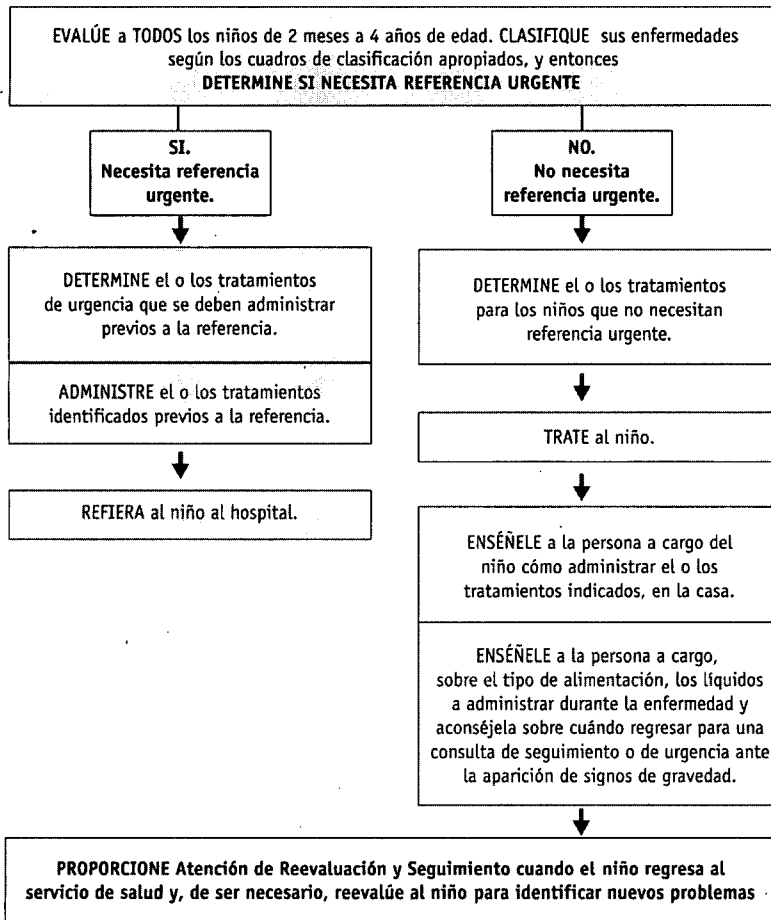 EVALÚE a TODOS los niños de 2 meses a 4 años de edad. CLASIFIQUE sus enfermedades
según los cuadros de clasificación apropiados, y entonces
DETERMINE SI NECESITA REFERENCIA URGENTE
SI.
Necesita referencia
urgente.
DETERMINE el o los tratamientos
de urgencia que se deben administrar
previos a la referencia.
ADMINISTRE el o los tratamientos
identificados previos a la referencia.
REFIERA al niño al hospital.
NO.
No necesita
referencia urgente.
DETERMINE el o los tratamientos
para los niños que no necesitan
referencia urgente.
TRATE al niño.
ENSÉÑELE a la persona a cargo del
niño cómo administrar el o los
tratamientos indicados, en la casa.
ENSÉÑELE a la persona a cargo,
sobre el tipo de alimentación, los líquidos
a administrar durante la enfermedad y
aconséjela sobre cuándo regresar para una
consulta de seguimiento o de urgencia ante
la aparición de signos de gravedad.
PROPORCIONE Atención de Reevaluación y Seguimiento cuando el niño regresa al
servicio de salud y, de ser necesario, reevalúe al niño para identificar nuevos problemas